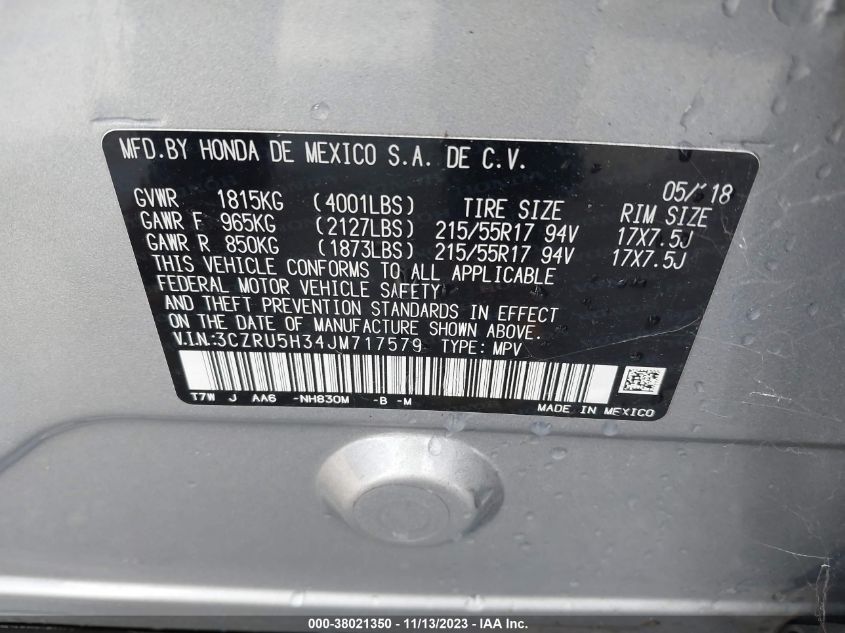 MFD.BY HONDA DE MEXICO S.A. DE C.V.
05/ 18
GVWR 1815KG (4001LBS) TIRE SIZE RIM SIZE
GAWR F 965KG (2127LBS) 215/55R17 94V 17X7.5J
GAWR R 850KG (1873LBS) 215/55R17 94V 17X7.5J
THIS VEHICLE CONFORMS TO ALL APPLICABLE
FEDERAL MOTOR VEHICLE SAFETY
AND THEFT PREVENTION STANDARDS IN EFFECT
ON THE DATE OF MANUFACTURE SHOWN ABOVE.
V.I.N:3CZRU5H34JM717579 TYPE: MPV
T7W J AA6 -NH830M -B -M
MADE IN MEXICO
000-38021350 - 11/13/2023 - IAA Inc.